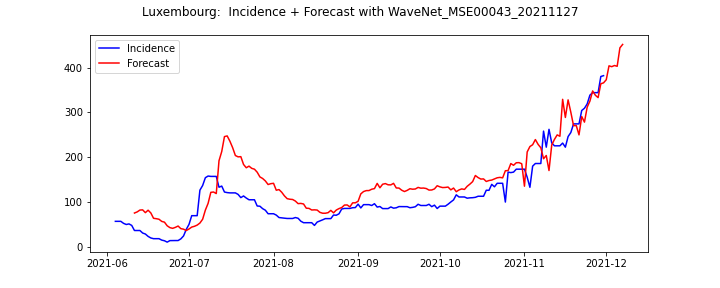 Luxembourg:  Incidence + Forecast with WaveNet_MSE00043_20211127
Incidence
Forecast
400
300
200
100
0
2021-06 2021-07 2021-08 2021-09 2021-10 2021-11 2021-12